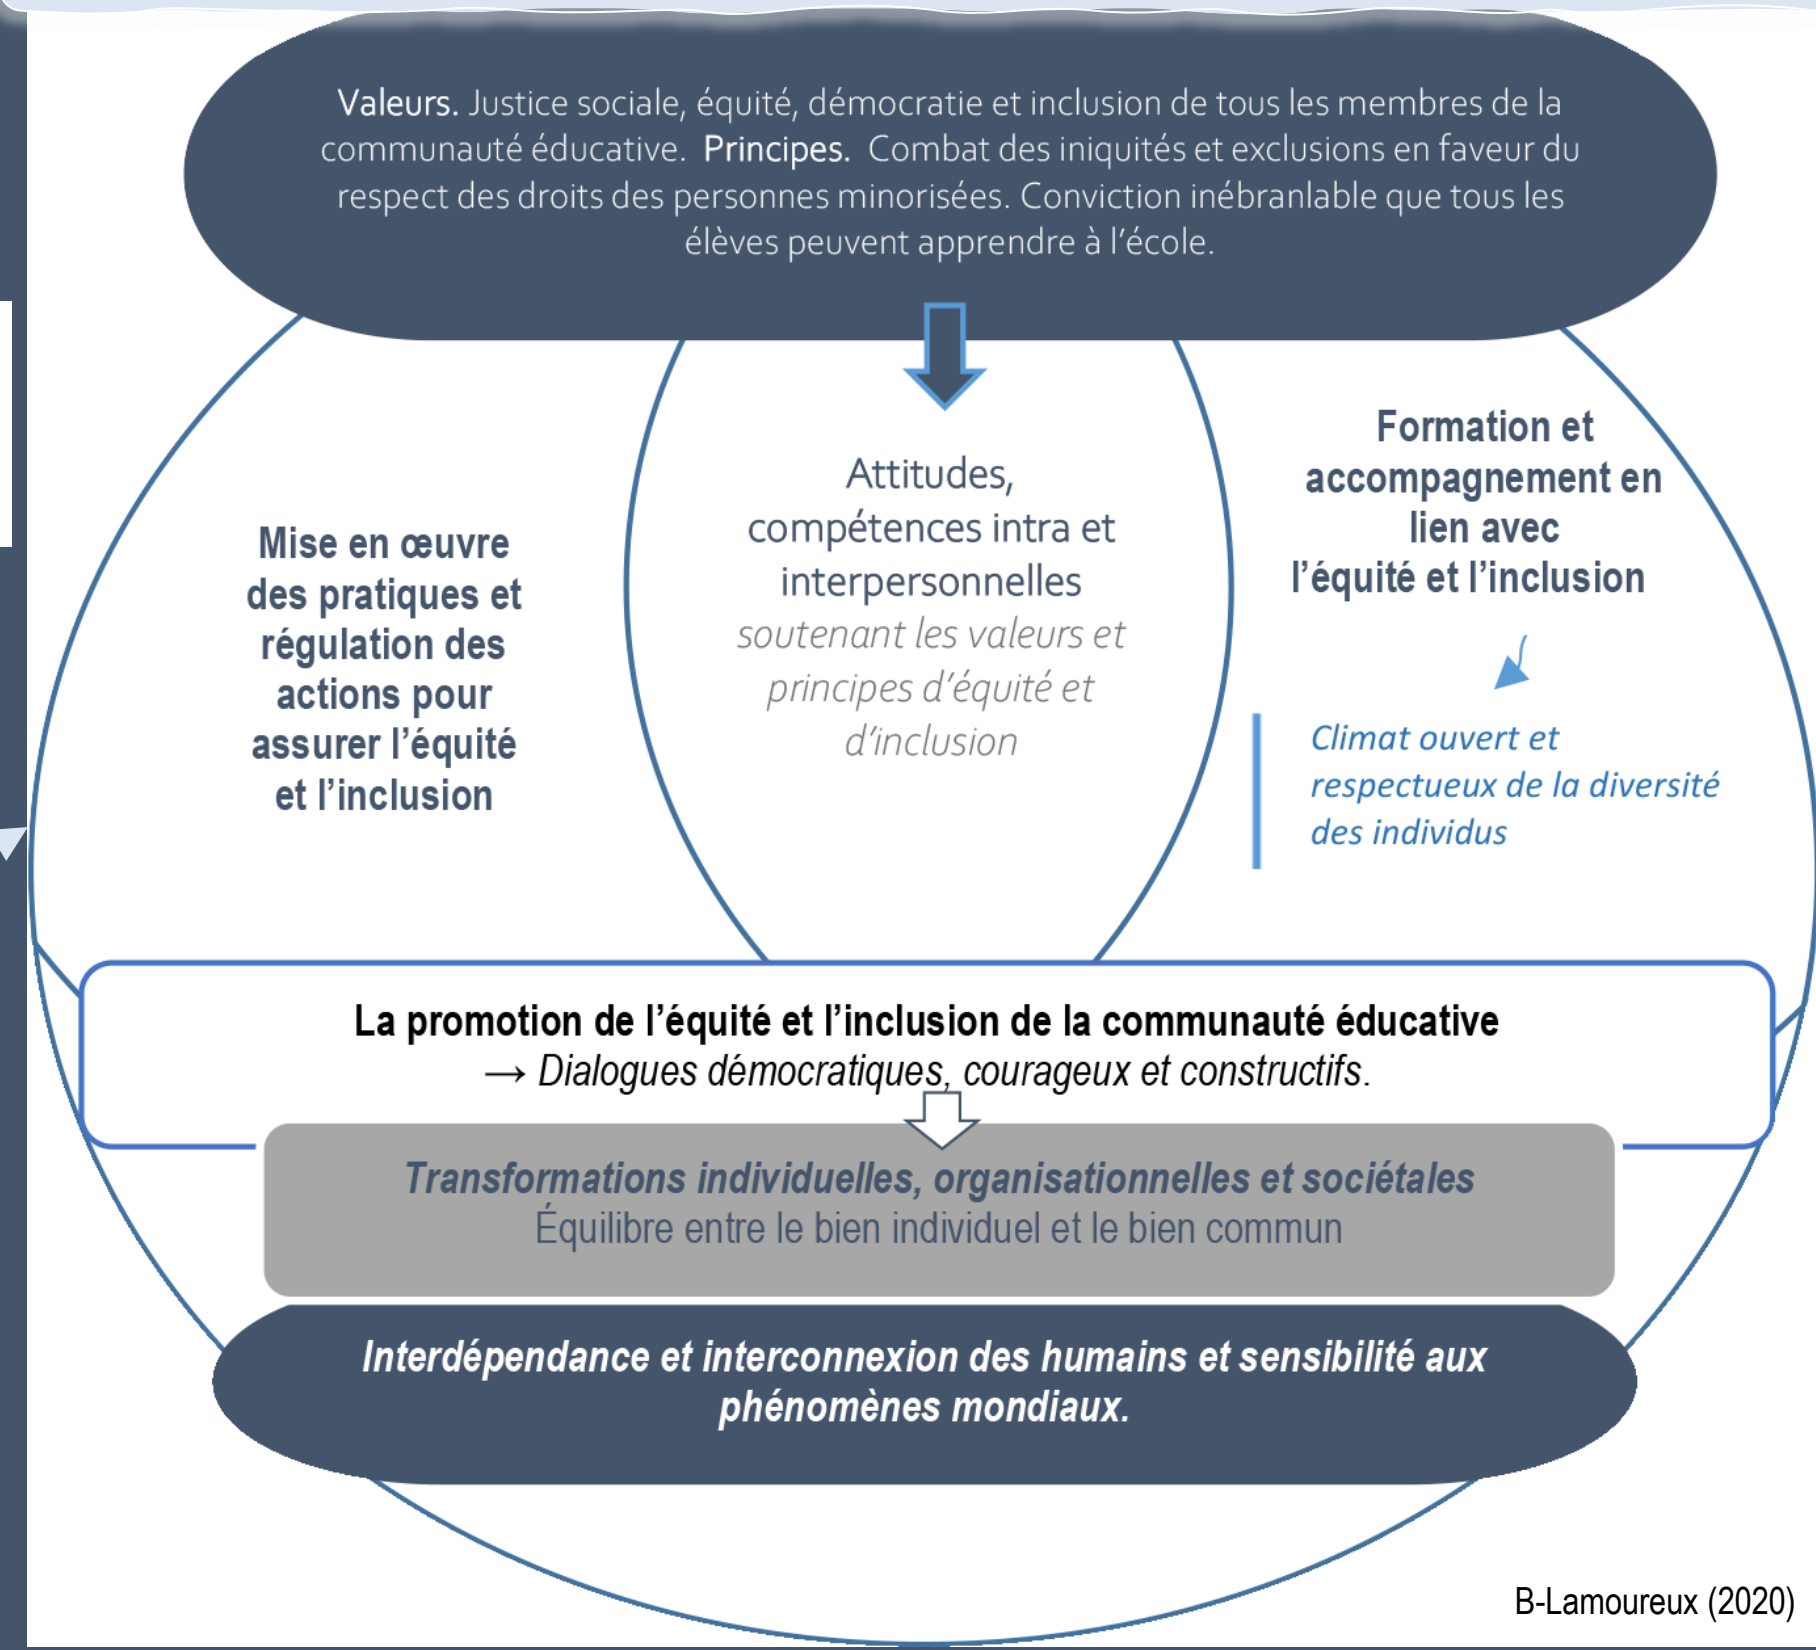 Valeurs. Justice sociale, équité, démocratie et inclusion de tous les membres de la
communauté éducative. Principes. Combat des iniquités et exclusions en faveur du
respect des droits des personnes minorisées. Conviction inébranlable que tous les
élèves peuvent apprendre à l’école.
Mise en œuvre
des pratiques et
régulation des
actions pour
assurer l’équité
et l’inclusion
Attitudes,
compétences intra et
interpersonnelles
soutenant les valeurs et
principes d’équité et
d’inclusion
Formation et
accompagnement en
lien avec
l’équité et l’inclusion
Climat ouvert et
respectueux de la diversité
des individus
La promotion de l’équité et l’inclusion de la communauté éducative
→ Dialogues démocratiques, courageux et constructifs.
Transformations individuelles, organisationnelles et sociétales
Équilibre entre le bien individuel et le bien commun
Interdépendance et interconnexion des humains et sensibilité aux
phénomènes mondiaux.
B-Lamoureux (2020)